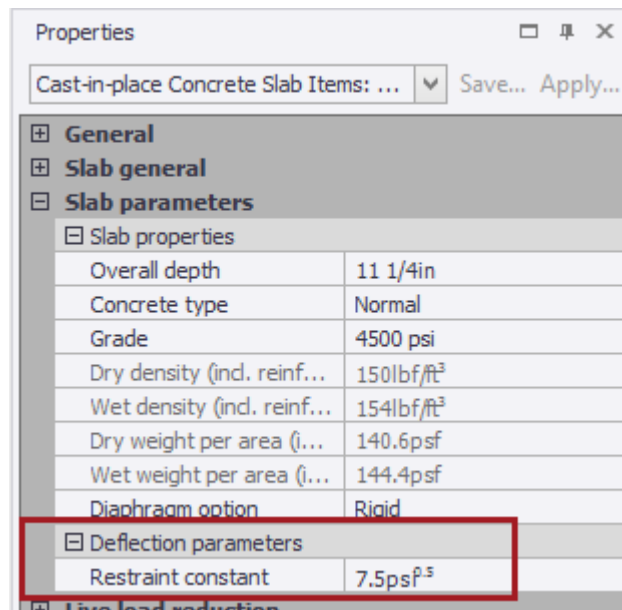 Properties
Cast-in-place Concrete Slab Items: ... Save... Apply...
General
Slab general
Slab parameters
Slab properties
Overall depth 11 1/4in
Concrete type Normal
Grade 4500 psi
Dry density (incl. reinf... 150lbf/ft³
Wet density (incl. reinf... 154lbf/ft³
Dry weight per area (i... 140.6psf
Wet weight per area (i... 144.4psf
Diaphragm option Rigid
Deflection parameters
Restraint constant 7.5psf⁰·⁵
Live load reduction